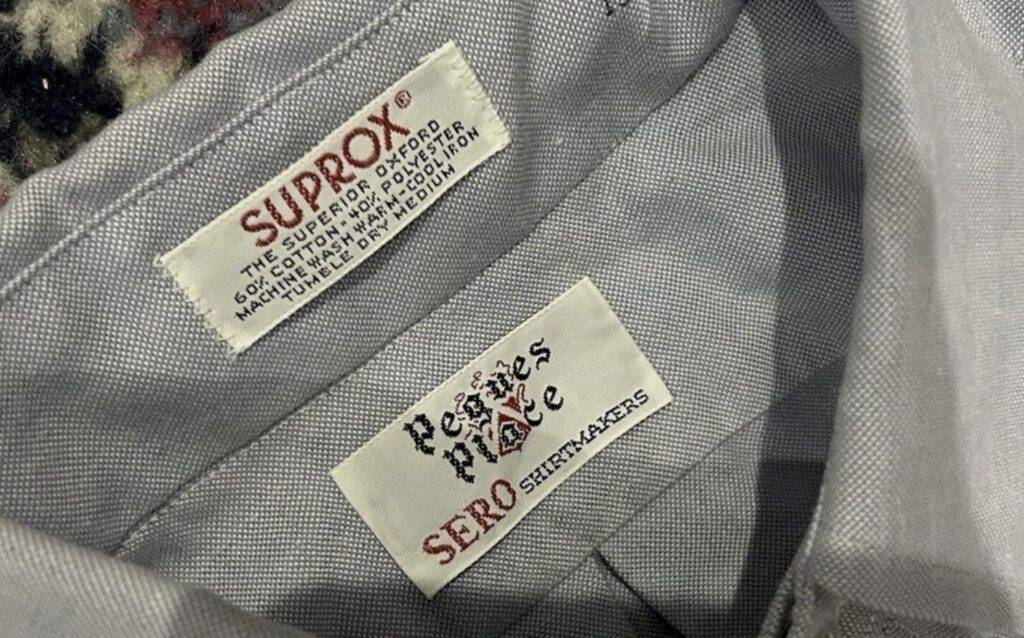 SUPROX®
THE SUPERIOR OXFORD
60% COTTON-40% POLYESTER
MACHINE WASH WARM-COOL IRON
TUMBLE DRY MEDIUM
Pegues
Place
SERO SHIRTMAKERS